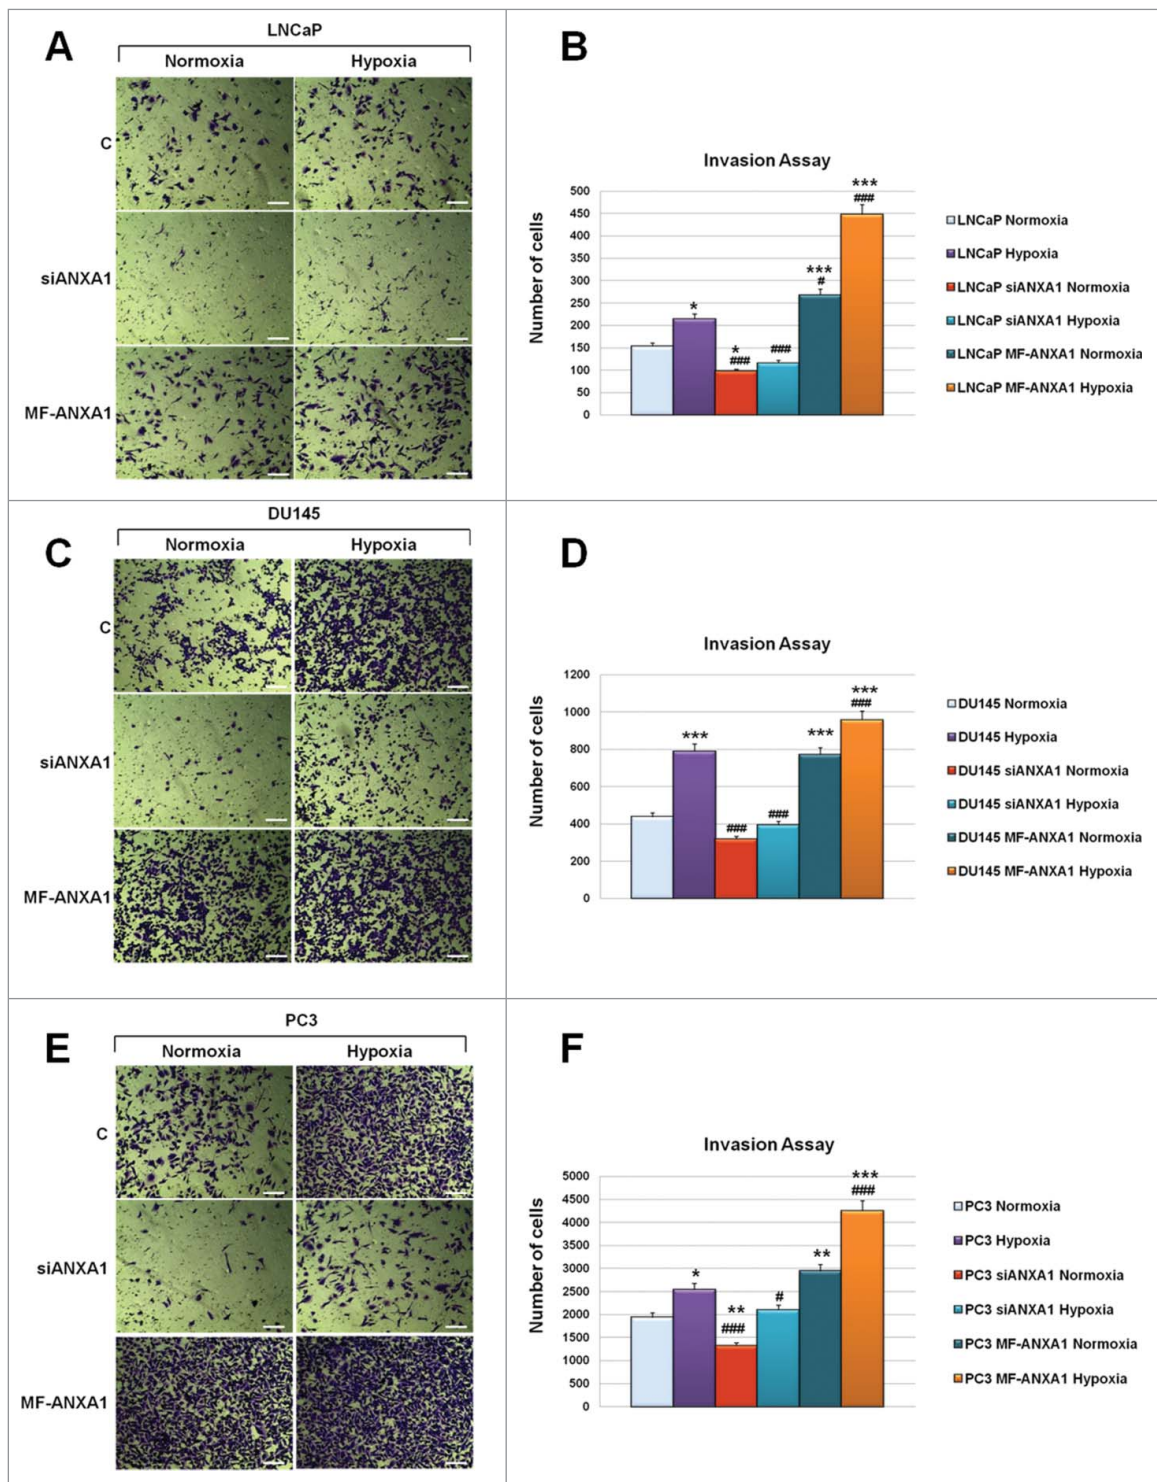 A
LNCaP
Normoxia Hypoxia
C
siANXA1
MF-ANXA1
B
Invasion Assay
Number of cells
500
450
400
350
300
250
200
150
100
50
0
*
*
###
###
***
#
***
###
LNCaP Normoxia
LNCaP Hypoxia
LNCaP siANXA1 Normoxia
LNCaP siANXA1 Hypoxia
LNCaP MF-ANXA1 Normoxia
LNCaP MF-ANXA1 Hypoxia
C
DU145
Normoxia Hypoxia
C
siANXA1
MF-ANXA1
D
Invasion Assay
Number of cells
1200
1000
800
600
400
200
0
***
###
###
***
***
###
DU145 Normoxia
DU145 Hypoxia
DU145 siANXA1 Normoxia
DU145 siANXA1 Hypoxia
DU145 MF-ANXA1 Normoxia
DU145 MF-ANXA1 Hypoxia
E
PC3
Normoxia Hypoxia
C
siANXA1
MF-ANXA1
F
Invasion Assay
Number of cells
5000
4500
4000
3500
3000
2500
2000
1500
1000
500
0
*
**
###
#
**
***
###
PC3 Normoxia
PC3 Hypoxia
PC3 siANXA1 Normoxia
PC3 siANXA1 Hypoxia
PC3 MF-ANXA1 Normoxia
PC3 MF-ANXA1 Hypoxia